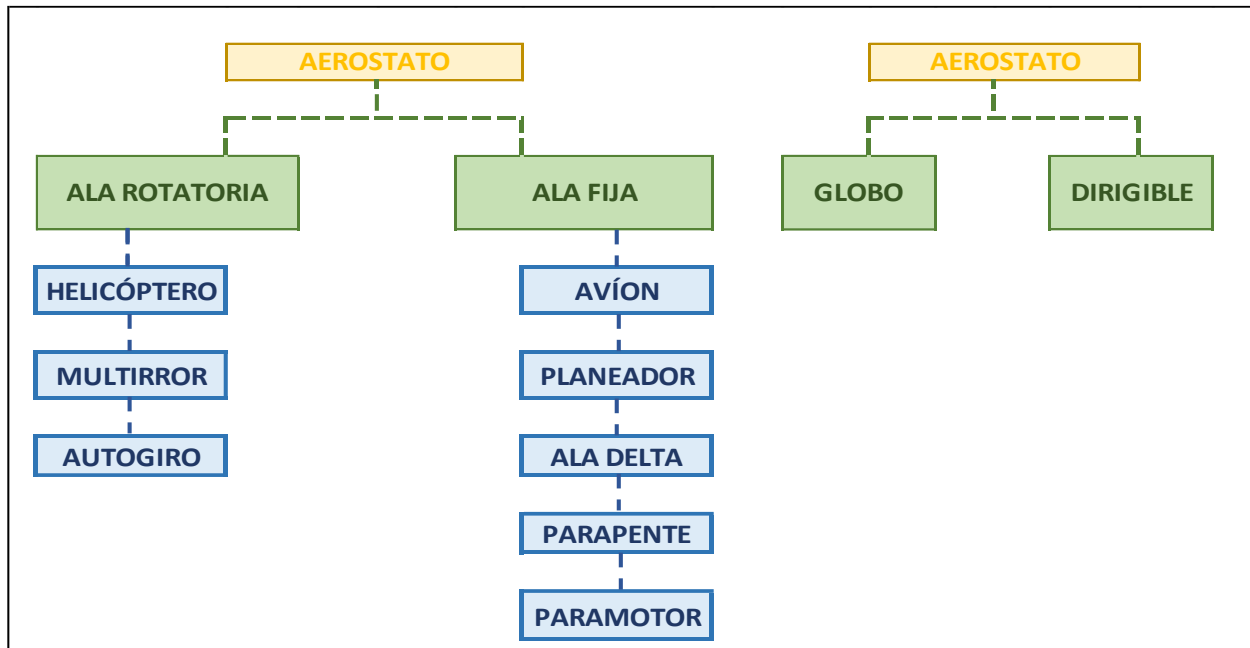 AEROSTATO
AEROSTATO
ALA ROTATORIA
ALA FIJA
GLOBO
DIRIGIBLE
HELICÓPTERO
AVÍON
MULTIRROR
PLANEADOR
AUTOGIRO
ALA DELTA
PARAPENTE
PARAMOTOR